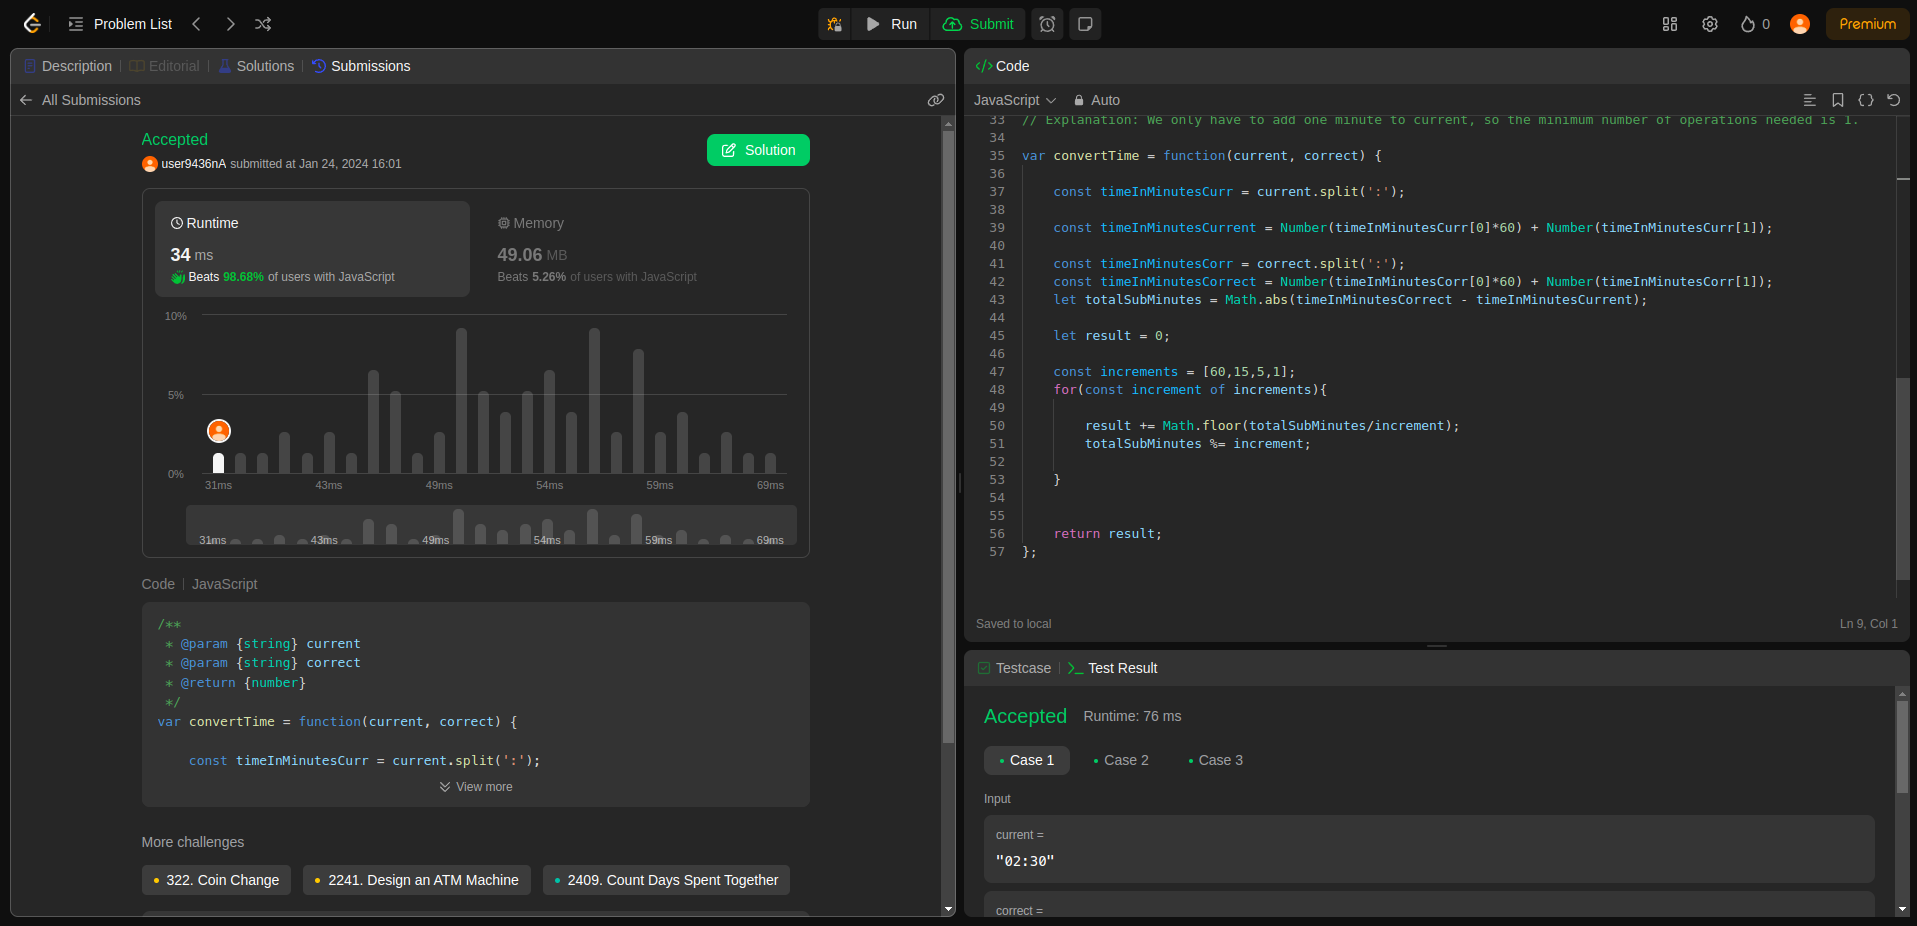 Problem List
Run
Submit
0
Premium
Description | Editorial | Solutions | Submissions
All Submissions
Accepted
user9436nA submitted at Jan 24, 2024 16:01
Solution
Runtime
34 ms
Beats 98.68% of users with JavaScript
Memory
49.06 MB
Beats 5.26% of users with JavaScript
10%
5%
0%
31ms 43ms 49ms 54ms 59ms 69ms
31ms 43ms 49ms 54ms 59ms 69ms
Code | JavaScript
/**
 * @param {string} current
 * @param {string} correct
 * @return {number}
 */
var convertTime = function(current, correct) {
    const timeInMinutesCurr = current.split(':');
View more
More challenges
322. Coin Change
2241. Design an ATM Machine
2409. Count Days Spent Together
</> Code
JavaScript
Auto
33 // Explanation: We only have to add one minute to current, so the minimum number of operations needed is 1.
34
35 var convertTime = function(current, correct) {
36
37     const timeInMinutesCurr = current.split(':');
38
39     const timeInMinutesCurrent = Number(timeInMinutesCurr[0]*60) + Number(timeInMinutesCurr[1]);
40
41     const timeInMinutesCorr = correct.split(':');
42     const timeInMinutesCorrect = Number(timeInMinutesCorr[0]*60) + Number(timeInMinutesCorr[1]);
43     let totalSubMinutes = Math.abs(timeInMinutesCorrect - timeInMinutesCurrent);
44
45     let result = 0;
46
47     const increments = [60,15,5,1];
48     for(const increment of increments){
49
50         result += Math.floor(totalSubMinutes/increment);
51         totalSubMinutes %= increment;
52
53     }
54
55
56     return result;
57 };
Saved to local
Ln 9, Col 1
Testcase | >_ Test Result
Accepted
Runtime: 76 ms
Case 1
Case 2
Case 3
Input
current =
"02:30"
correct =